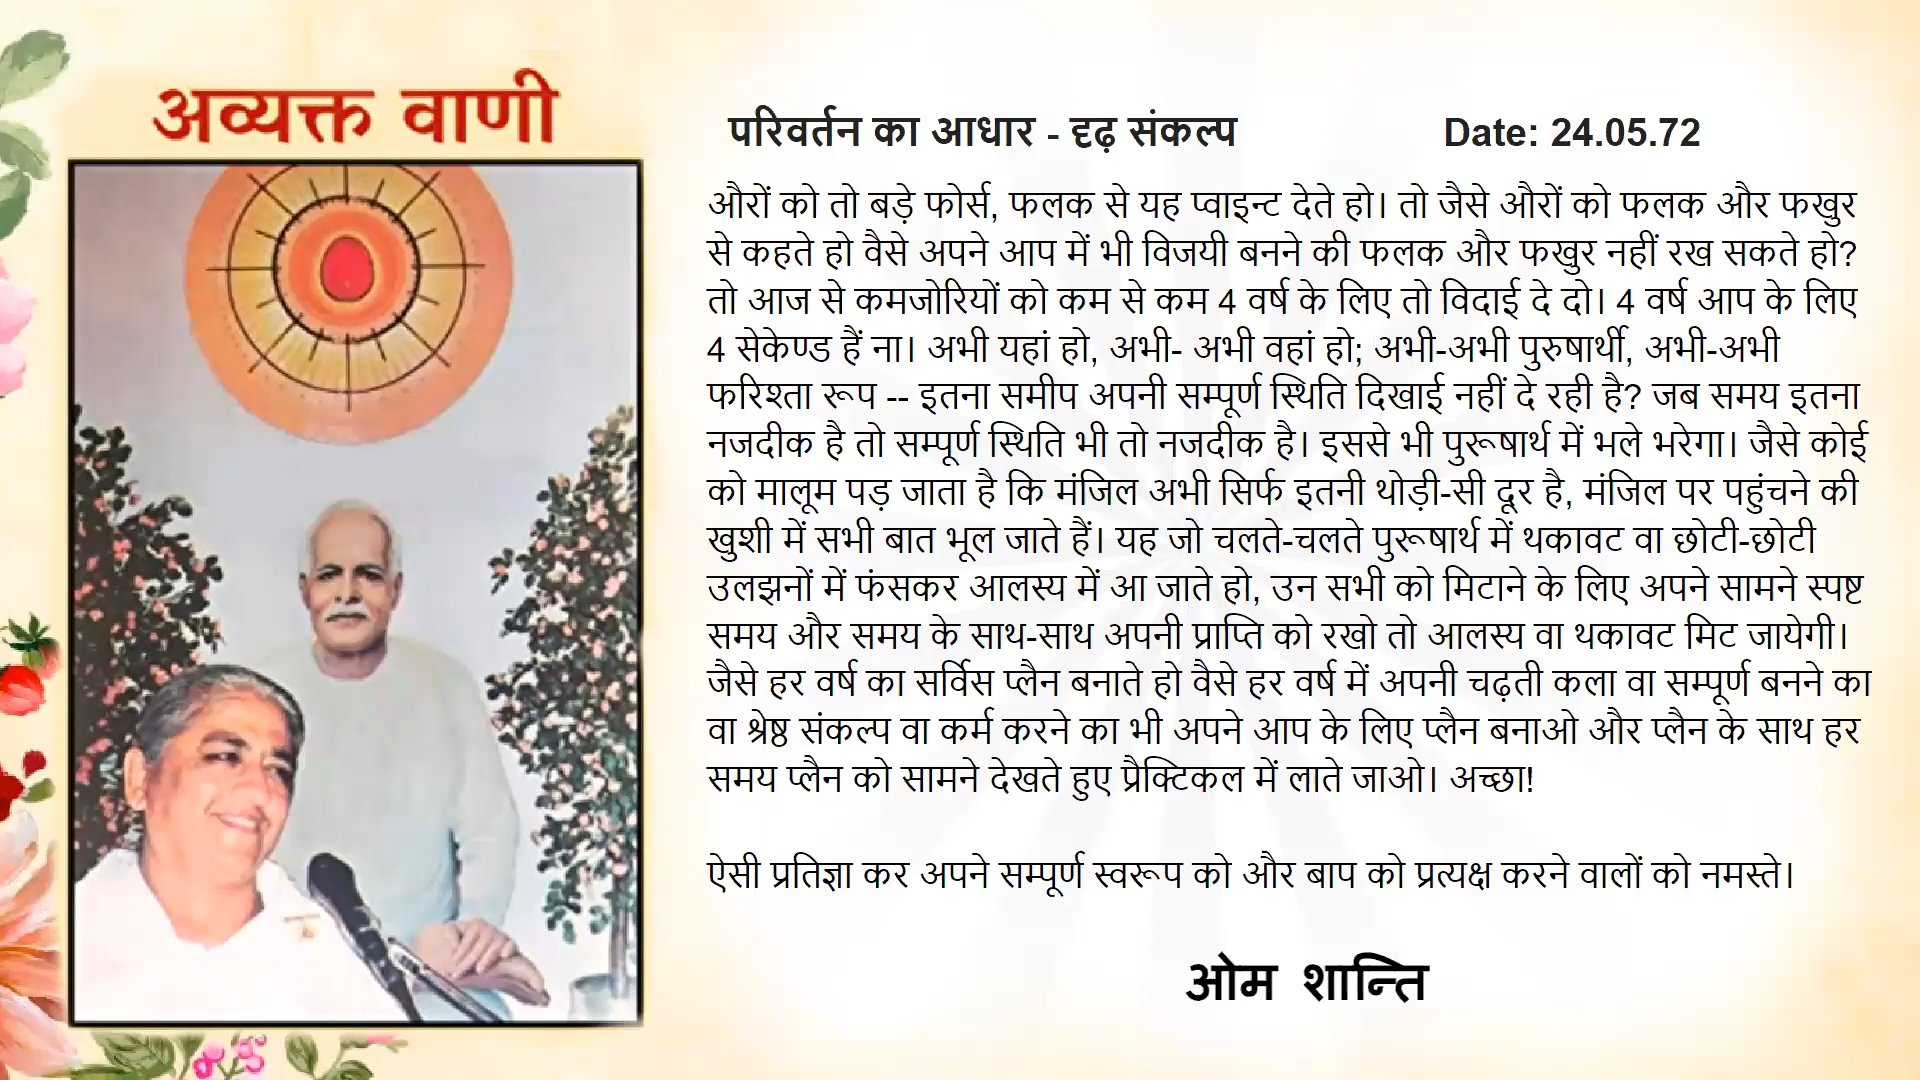 अव्यक्त वाणी
परिवर्तन का आधार - दृढ़ संकल्प Date: 24.05.72
औरों को तो बड़े फोर्स, फलक से यह प्वाइन्ट देते हो। तो जैसे औरों को फलक और फखुर
से कहते हो वैसे अपने आप में भी विजयी बनने की फलक और फखुर नहीं रख सकते हो?
तो आज से कमजोरियों को कम से कम 4 वर्ष के लिए तो विदाई दे दो। 4 वर्ष आप के लिए
4 सेकेण्ड हैं ना। अभी यहां हो, अभी- अभी वहां हो; अभी-अभी पुरुषार्थी, अभी-अभी
फरिश्ता रूप -- इतना समीप अपनी सम्पूर्ण स्थिति दिखाई नहीं दे रही है? जब समय इतना
नजदीक है तो सम्पूर्ण स्थिति भी तो नजदीक है। इससे भी पुरूषार्थ में भले भरेगा। जैसे कोई
को मालूम पड़ जाता है कि मंजिल अभी सिर्फ इतनी थोड़ी-सी दूर है, मंजिल पर पहुंचने की
खुशी में सभी बात भूल जाते हैं। यह जो चलते-चलते पुरूषार्थ में थकावट वा छोटी-छोटी
उलझनों में फंसकर आलस्य में आ जाते हो, उन सभी को मिटाने के लिए अपने सामने स्पष्ट
समय और समय के साथ-साथ अपनी प्राप्ति को रखो तो आलस्य वा थकावट मिट जायेगी।
जैसे हर वर्ष का सर्विस प्लैन बनाते हो वैसे हर वर्ष में अपनी चढ़ती कला वा सम्पूर्ण बनने का
वा श्रेष्ठ संकल्प वा कर्म करने का भी अपने आप के लिए प्लैन बनाओ और प्लैन के साथ हर
समय प्लैन को सामने देखते हुए प्रैक्टिकल में लाते जाओ। अच्छा!
ऐसी प्रतिज्ञा कर अपने सम्पूर्ण स्वरूप को और बाप को प्रत्यक्ष करने वालों को नमस्ते।
ओम शान्ति